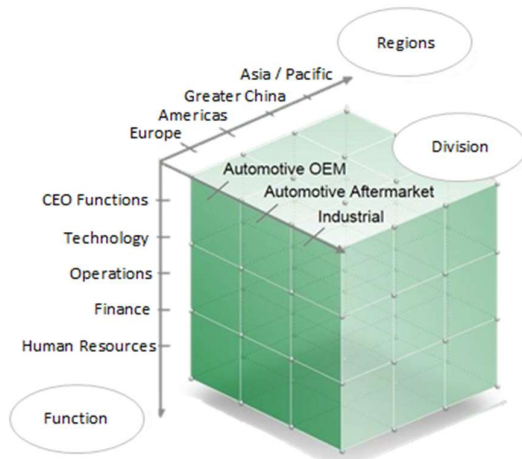 Regions
Asia / Pacific
Greater China
Americas
Europe
Division
Automotive OEM
Automotive Aftermarket
Industrial
CEO Functions
Technology
Operations
Finance
Human Resources
Function